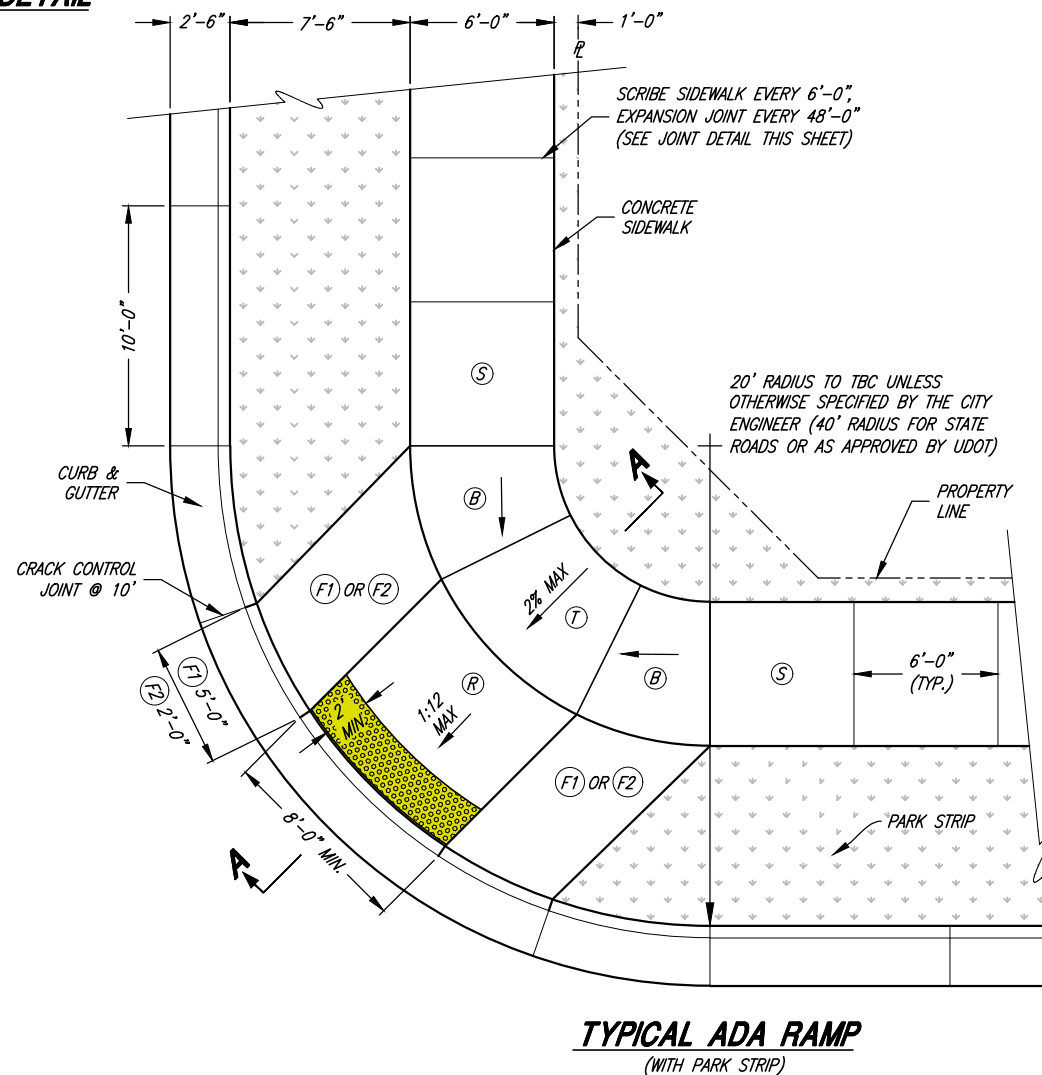 DETAIL
2'-6"
7'-6"
6'-0"
1'-0"
PL
SCRIBE SIDEWALK EVERY 6'-0",
EXPANSION JOINT EVERY 48'-0"
(SEE JOINT DETAIL THIS SHEET)
CONCRETE
SIDEWALK
10'-0"
S
20' RADIUS TO TBC UNLESS
OTHERWISE SPECIFIED BY THE CITY
ENGINEER (40' RADIUS FOR STATE
ROADS OR AS APPROVED BY UDOT)
A
CURB &
GUTTER
B
PROPERTY
LINE
CRACK CONTROL
JOINT @ 10'
F1 OR F2
2% MAX
T
F1 5'-0"
F2 2'-0"
R
B
S
6'-0"
(TYP.)
2'
MIN.
1:12
MAX
F1 OR F2
8'-0" MIN.
A
PARK STRIP
TYPICAL ADA RAMP
(WITH PARK STRIP)